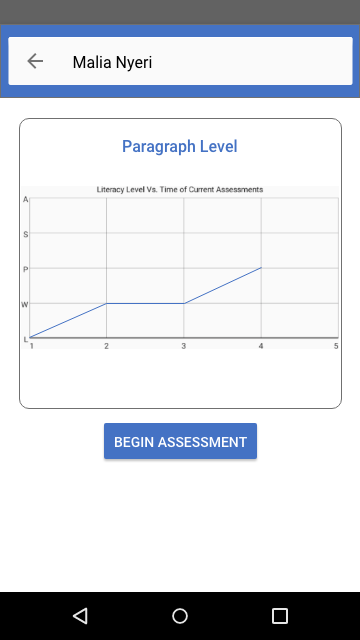 Malia Nyeri
Paragraph Level
Literacy Level Vs. Time of Current Assessments
A
S
P
W
L
1 2 3 4 5
BEGIN ASSESSMENT